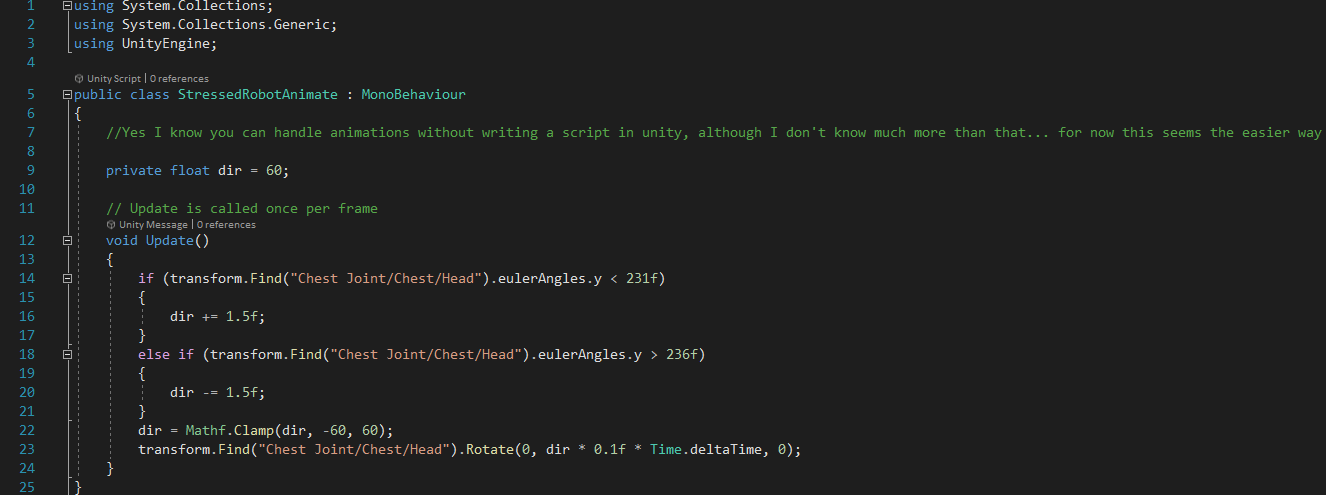 1 using System.Collections;
2 using System.Collections.Generic;
3 using UnityEngine;
4
Unity Script | 0 references
5 public class StressedRobotAnimate : MonoBehaviour
6 {
7 //Yes I know you can handle animations without writing a script in unity, although I don't know much more than that... for now this seems the easier way
8
9 private float dir = 60;
10
11 // Update is called once per frame
Unity Message | 0 references
12 void Update()
13 {
14 if (transform.Find("Chest Joint/Chest/Head").eulerAngles.y < 231f)
15 {
16 dir += 1.5f;
17 }
18 else if (transform.Find("Chest Joint/Chest/Head").eulerAngles.y > 236f)
19 {
20 dir -= 1.5f;
21 }
22 dir = Mathf.Clamp(dir, -60, 60);
23 transform.Find("Chest Joint/Chest/Head").Rotate(0, dir * 0.1f * Time.deltaTime, 0);
24 }
25 }